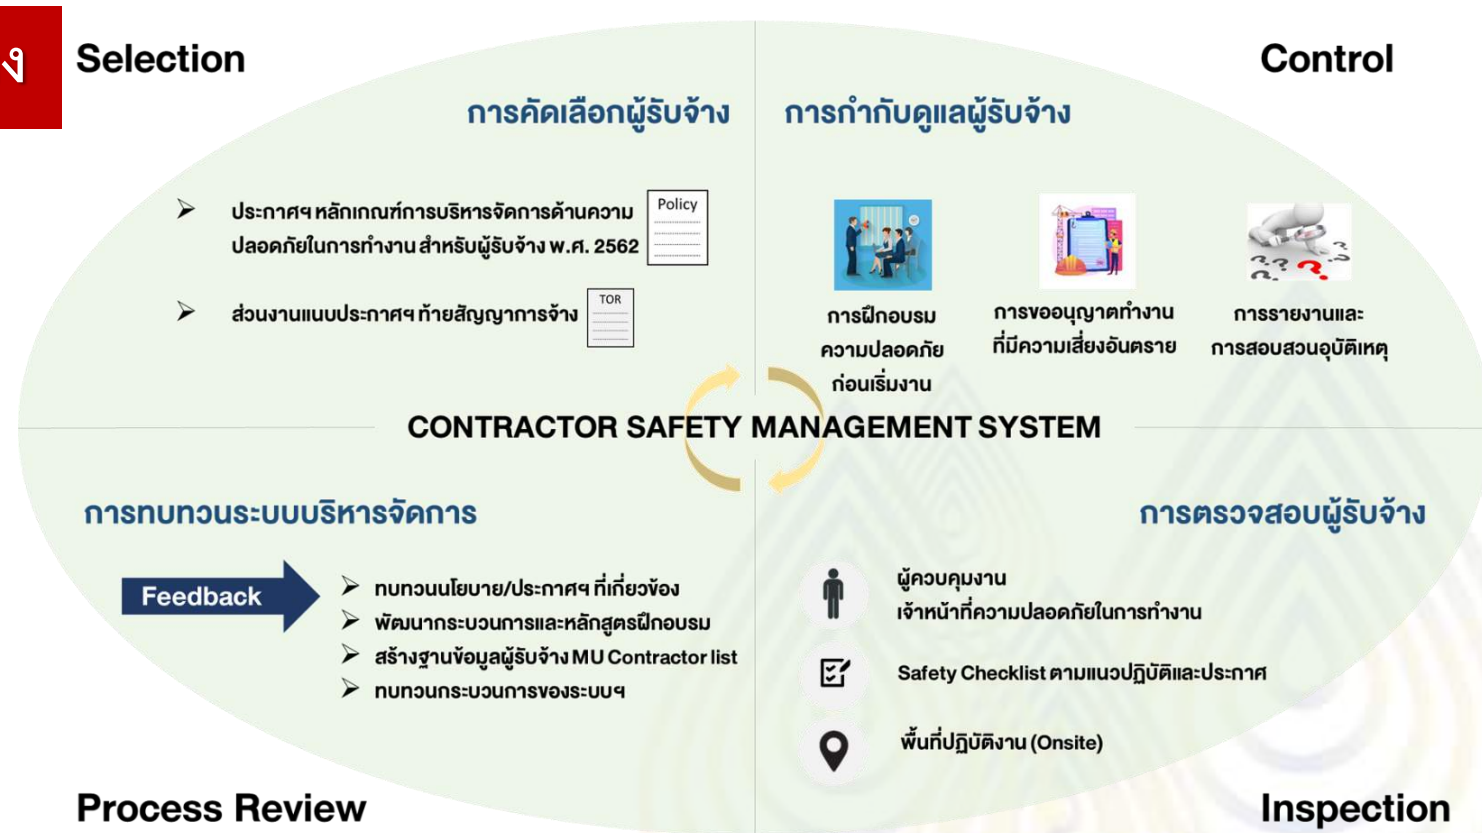 ง
Selection
การคัดเลือกผู้รับจ้าง
ประกาศฯ หลักเกณฑ์การบริหารจัดการด้านความ
ปลอดภัยในการทำงาน สำหรับผู้รับจ้าง พ.ศ. 2562
Policy
ส่วนงานแนบประกาศฯ ท้ายสัญญาการจ้าง
TOR
Control
การกำกับดูแลผู้รับจ้าง
การฝึกอบรม
ความปลอดภัย
ก่อนเริ่มงาน
การขออนุญาตทำงาน
ที่มีความเสี่ยงอันตราย
การรายงานและ
การสอบสวนอุบัติเหตุ
CONTRACTOR SAFETY MANAGEMENT SYSTEM
การทบทวนระบบบริหารจัดการ
Feedback
ทบทวนนโยบาย/ประกาศฯ ที่เกี่ยวข้อง
พัฒนากระบวนการและหลักสูตรฝึกอบรม
สร้างฐานข้อมูลผู้รับจ้าง MU Contractor list
ทบทวนกระบวนการของระบบฯ
Process Review
การตรวจสอบผู้รับจ้าง
ผู้ควบคุมงาน
เจ้าหน้าที่ความปลอดภัยในการทำงาน
Safety Checklist ตามแนวปฏิบัติและประกาศ
พื้นที่ปฏิบัติงาน (Onsite)
Inspection